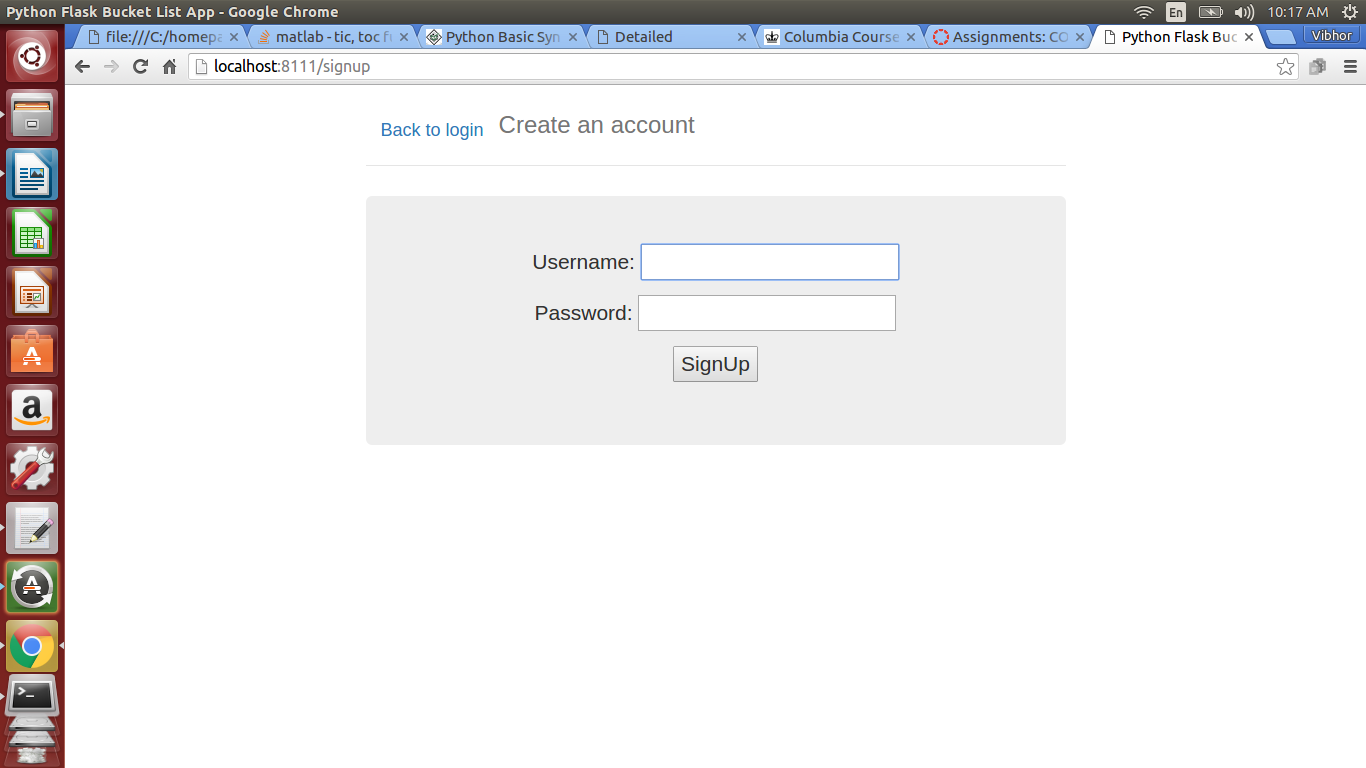 Python Flask Bucket List App - Google Chrome
En
10:17 AM
file:///C:/homepa
matlab - tic, toc fu
Python Basic Syn
Detailed
Columbia Course
Assignments: CO
Python Flask Buc
Vibhor
localhost:8111/signup
Back to login
Create an account
Username:
Password:
SignUp